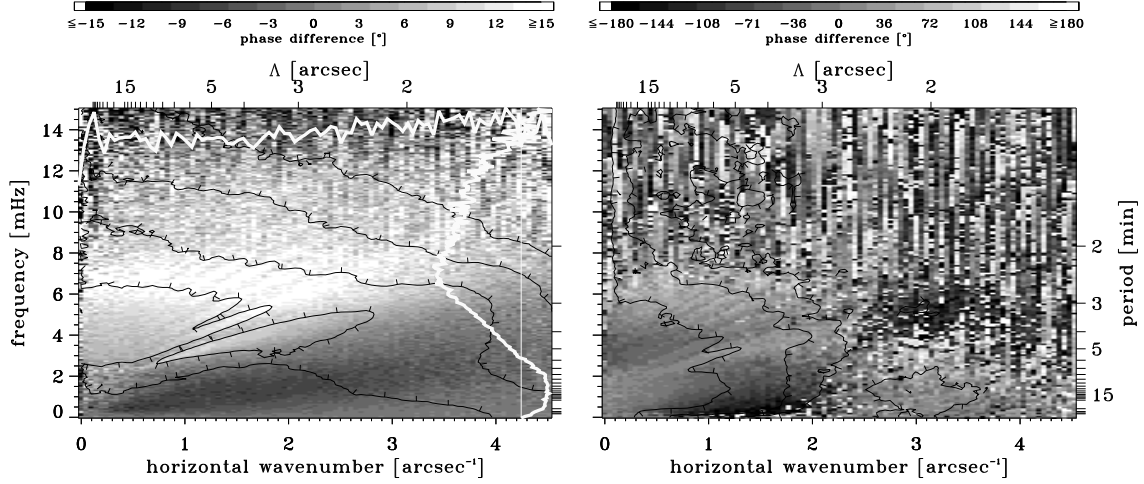 ≤-15 -12 -9 -6 -3 0 3 6 9 12 ≥15
phase difference [°]
Λ [arcsec]
15 5 3 2
14
12
10
8
6
4
2
0
frequency [mHz]
0 1 2 3 4
horizontal wavenumber [arcsec⁻¹]
≤-180 -144 -108 -71 -36 0 36 72 108 144 ≥180
phase difference [°]
Λ [arcsec]
15 5 3 2
2
3
5
15
period [min]
0 1 2 3 4
horizontal wavenumber [arcsec⁻¹]